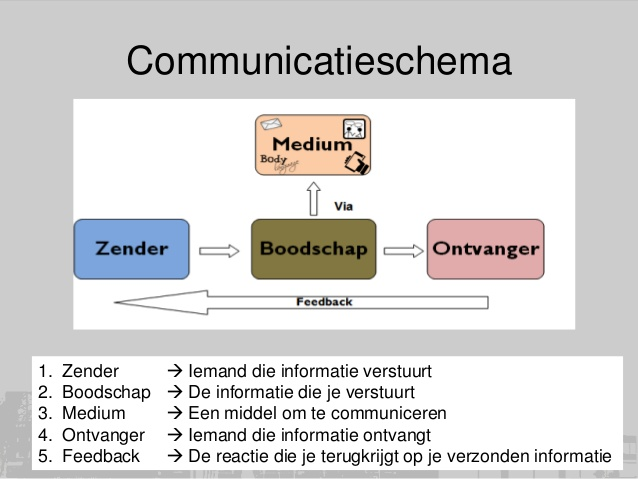 Communicatieschema
Medium
Body
language
Via
Zender
Boodschap
Ontvanger
Feedback
1. Zender → Iemand die informatie verstuurt
2. Boodschap → De informatie die je verstuurt
3. Medium → Een middel om te communiceren
4. Ontvanger → Iemand die informatie ontvangt
5. Feedback → De reactie die je terugkrijgt op je verzonden informatie